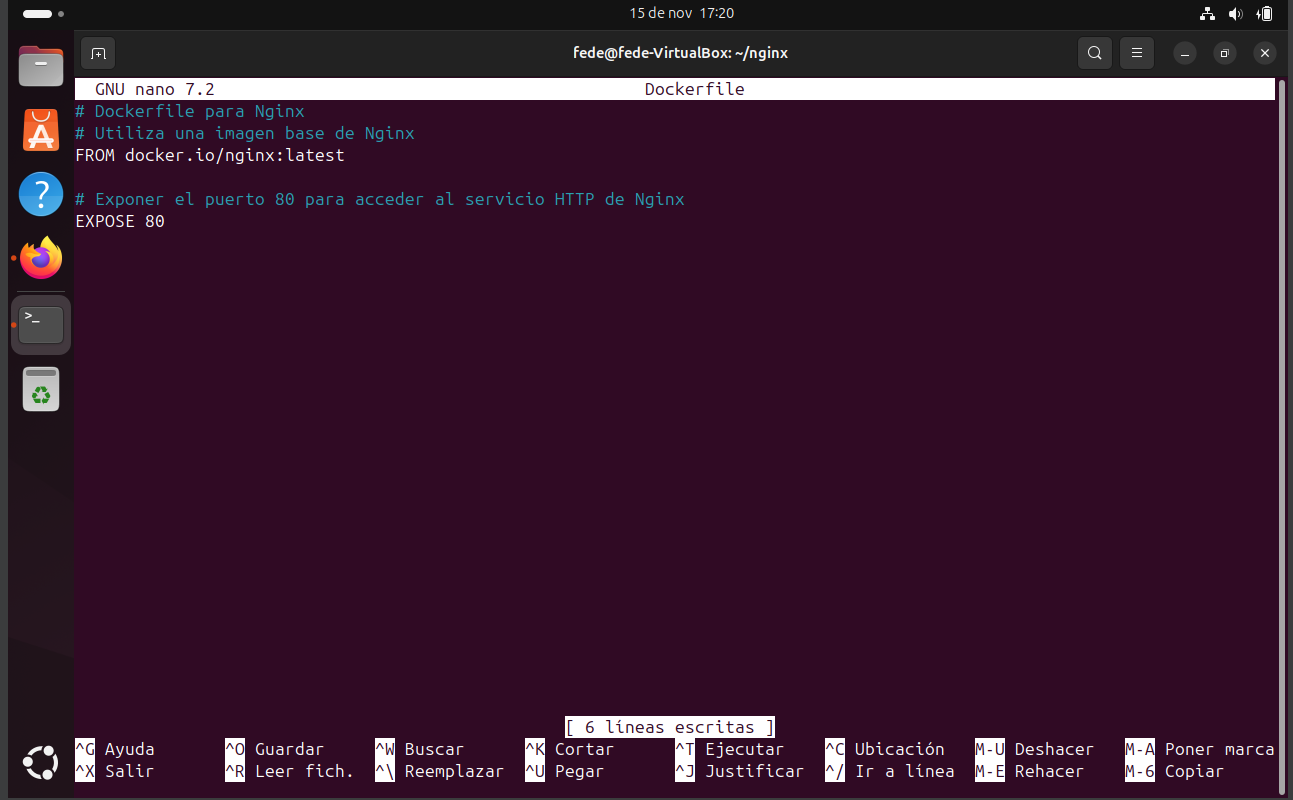 15 de nov 17:20
fede@fede-VirtualBox: ~/nginx
GNU nano 7.2 Dockerfile
# Dockerfile para Nginx
# Utiliza una imagen base de Nginx
FROM docker.io/nginx:latest
# Exponer el puerto 80 para acceder al servicio HTTP de Nginx
EXPOSE 80
[ 6 líneas escritas ]
^G Ayuda ^O Guardar ^W Buscar ^K Cortar ^T Ejecutar ^C Ubicación M-U Deshacer M-A Poner marca
^X Salir ^R Leer fich. ^\ Reemplazar ^U Pegar ^J Justificar ^/ Ir a línea M-E Rehacer M-6 Copiar